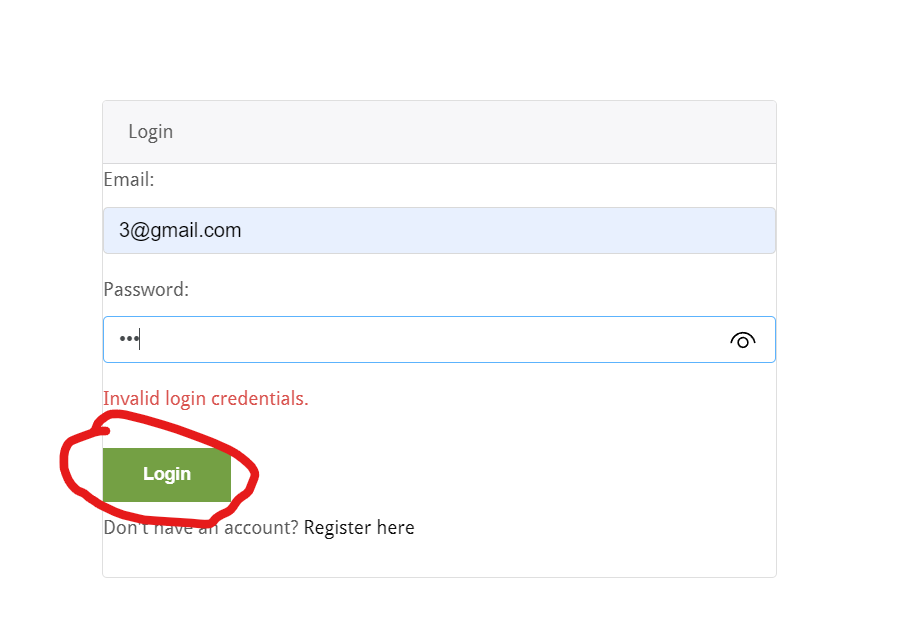 Login
Email:
3@gmail.com
Password:
•••
Invalid login credentials.
Login
Don't have an account? Register here